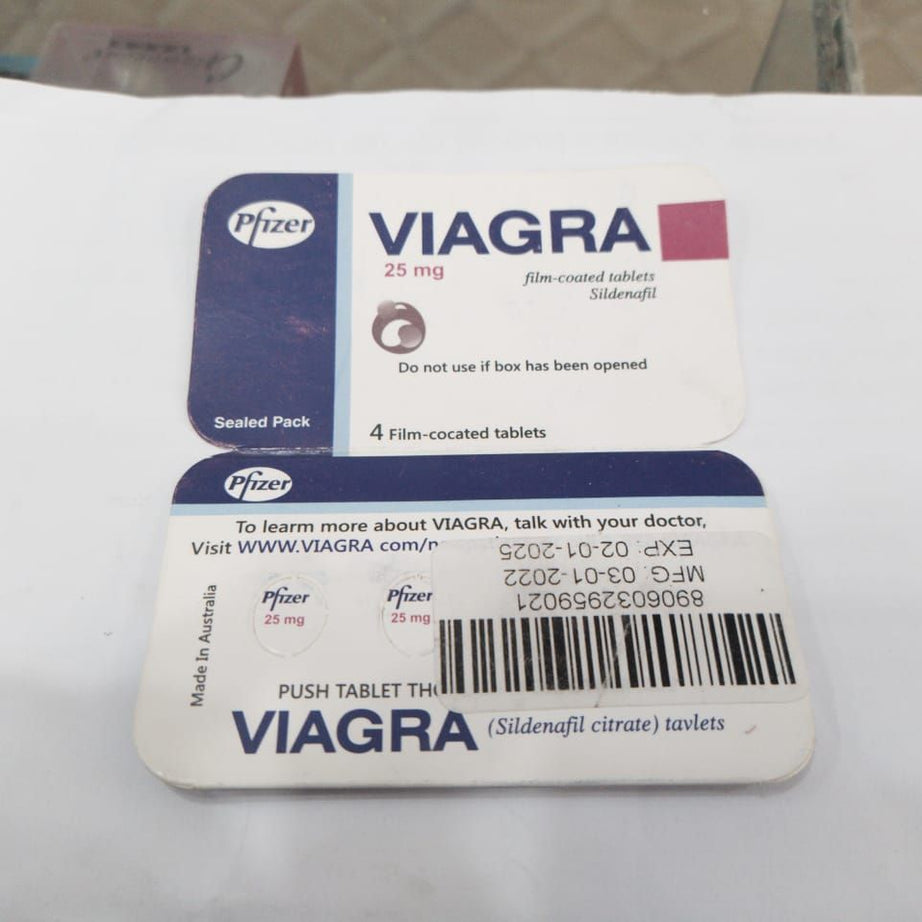 Pfizer
VIAGRA
25 mg
film-coated tablets
Sildenafil
Do not use if box has been opened
Sealed Pack
4 Film-cocated tablets
Pfizer
To learm more about VIAGRA, talk with your doctor,
Visit WWW.VIAGRA com/
EXP: 02-01-2025
MFG: 03-01-2022
8906032959021
Pfizer
25 mg
Pfizer
25 mg
Made In Australia
PUSH TABLET
VIAGRA (Sildenafil citrate) tavlets